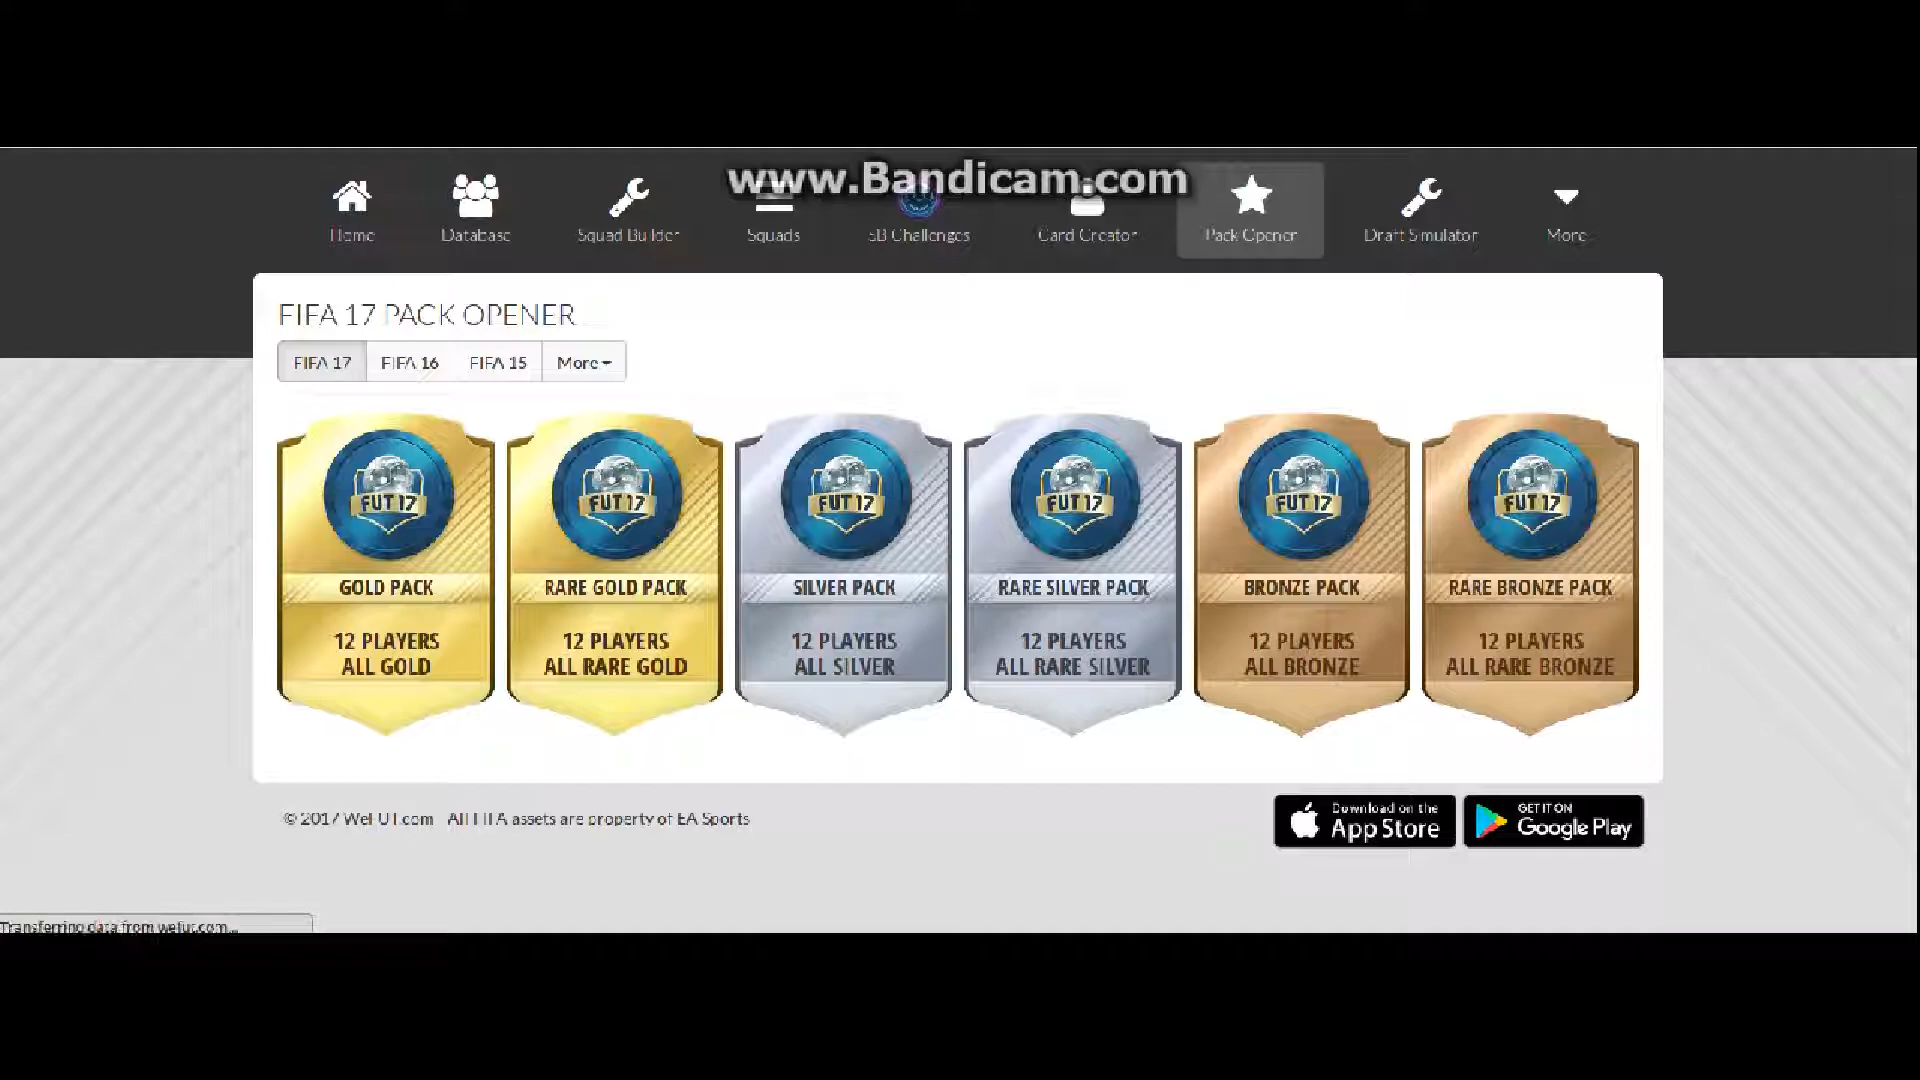 www.Bandicam.com
Home Database Squad Builder Squads SB Challenges Card Creator Pack Opener Draft Simulator More
FIFA 17 PACK OPENER
FIFA 17 FIFA 16 FIFA 15 More
FUT 17 FUT 17 FUT 17 FUT 17 FUT 17 FUT 17
GOLD PACK RARE GOLD PACK SILVER PACK RARE SILVER PACK BRONZE PACK RARE BRONZE PACK
12 PLAYERS 12 PLAYERS 12 PLAYERS 12 PLAYERS 12 PLAYERS 12 PLAYERS
ALL GOLD ALL RARE GOLD ALL SILVER ALL RARE SILVER ALL BRONZE ALL RARE BRONZE
© 2017 WeFUT.com All FIFA assets are property of EA Sports
Download on the App Store
GET IT ON Google Play
Transferring data from wefut.com...